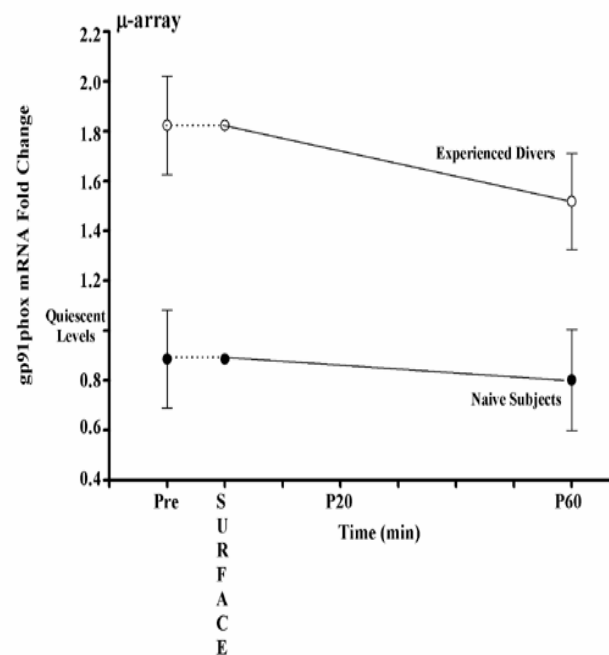 μ-array
2.2
2.0
1.8
1.6
1.4
1.2
0.8
0.6
0.4
gp91phox mRNA Fold Change
Quiescent
Levels
Experienced Divers
Naive Subjects
Pre
SURFACE
P20
P60
Time (min)